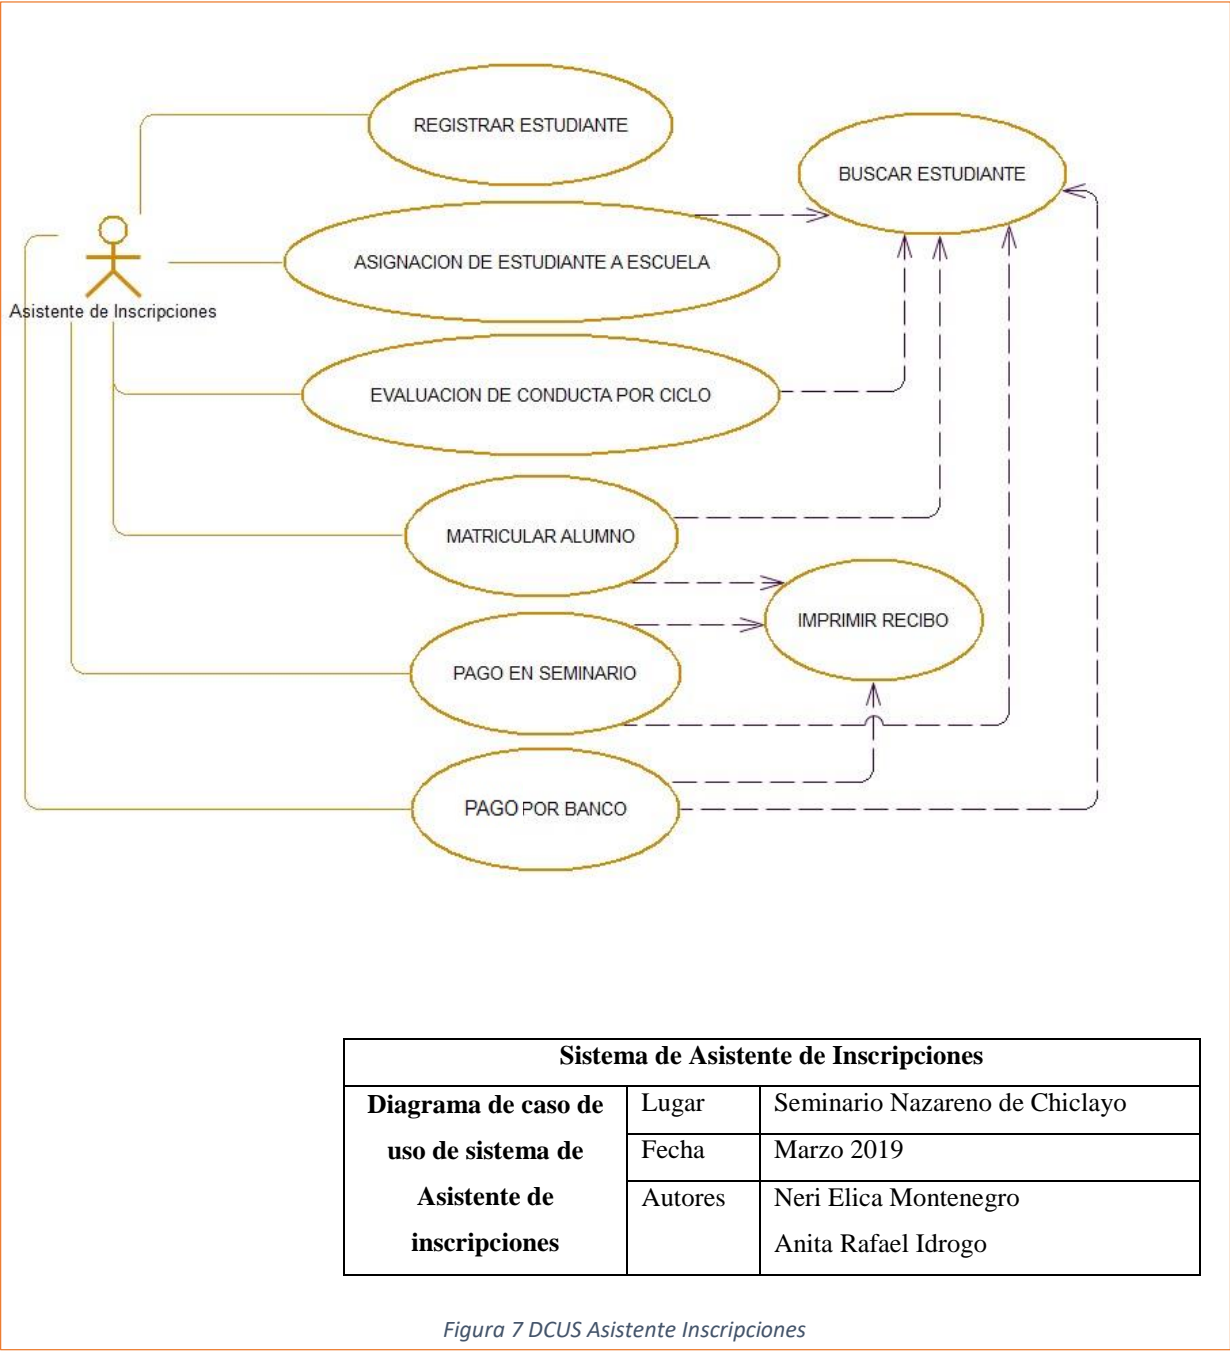 REGISTRAR ESTUDIANTE
BUSCAR ESTUDIANTE
ASIGNACION DE ESTUDIANTE A ESCUELA
Asistente de Inscripciones
EVALUACION DE CONDUCTA POR CICLO
MATRICULAR ALUMNO
IMPRIMIR RECIBO
PAGO EN SEMINARIO
PAGO POR BANCO
Sistema de Asistente de Inscripciones
Diagrama de caso de
uso de sistema de
Asistente de
inscripciones
Lugar
Seminario Nazareno de Chiclayo
Fecha
Marzo 2019
Autores
Neri Elica Montenegro
Anita Rafael Idrogo
Figura 7 DCUS Asistente Inscripciones